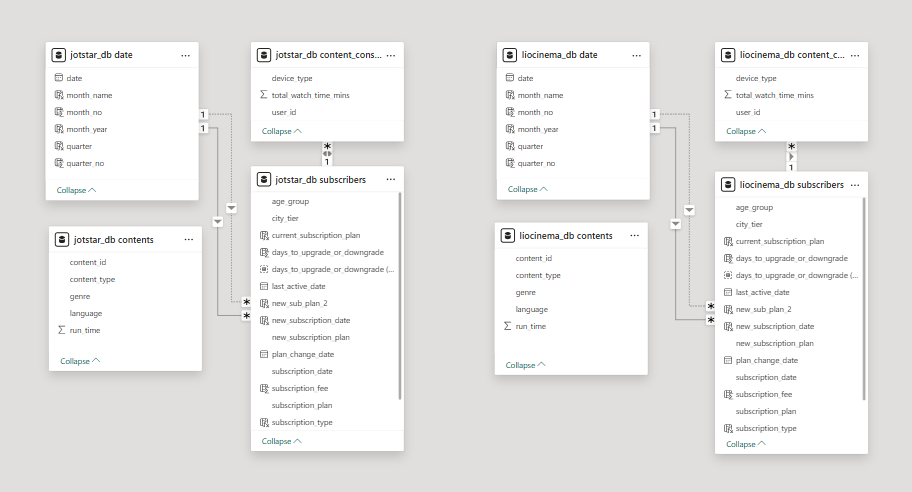 jotstar_db date
date
month_name
month_no
month_year
quarter
quarter_no
Collapse
jotstar_db content_cons...
device_type
total_watch_time_mins
user_id
Collapse
1
1
*
1
jotstar_db contents
content_id
content_type
genre
language
run_time
Collapse
jotstar_db subscribers
age_group
city_tier
current_subscription_plan
days_to_upgrade_or_downgrade
days_to_upgrade_or_downgrade (...
last_active_date
new_sub_plan_2
new_subscription_date
new_subscription_plan
plan_change_date
subscription_date
subscription_fee
subscription_plan
subscription_type
Collapse
*
*
liocinema_db date
date
month_name
month_no
month_year
quarter
quarter_no
Collapse
liocinema_db content_c...
device_type
total_watch_time_mins
user_id
Collapse
1
1
*
1
liocinema_db contents
content_id
content_type
genre
language
run_time
Collapse
liocinema_db subscribers
age_group
city_tier
current_subscription_plan
days_to_upgrade_or_downgrade
days_to_upgrade_or_downgrade (...
last_active_date
new_sub_plan_2
new_subscription_date
new_subscription_plan
plan_change_date
subscription_date
subscription_fee
subscription_plan
subscription_type
Collapse
*
*